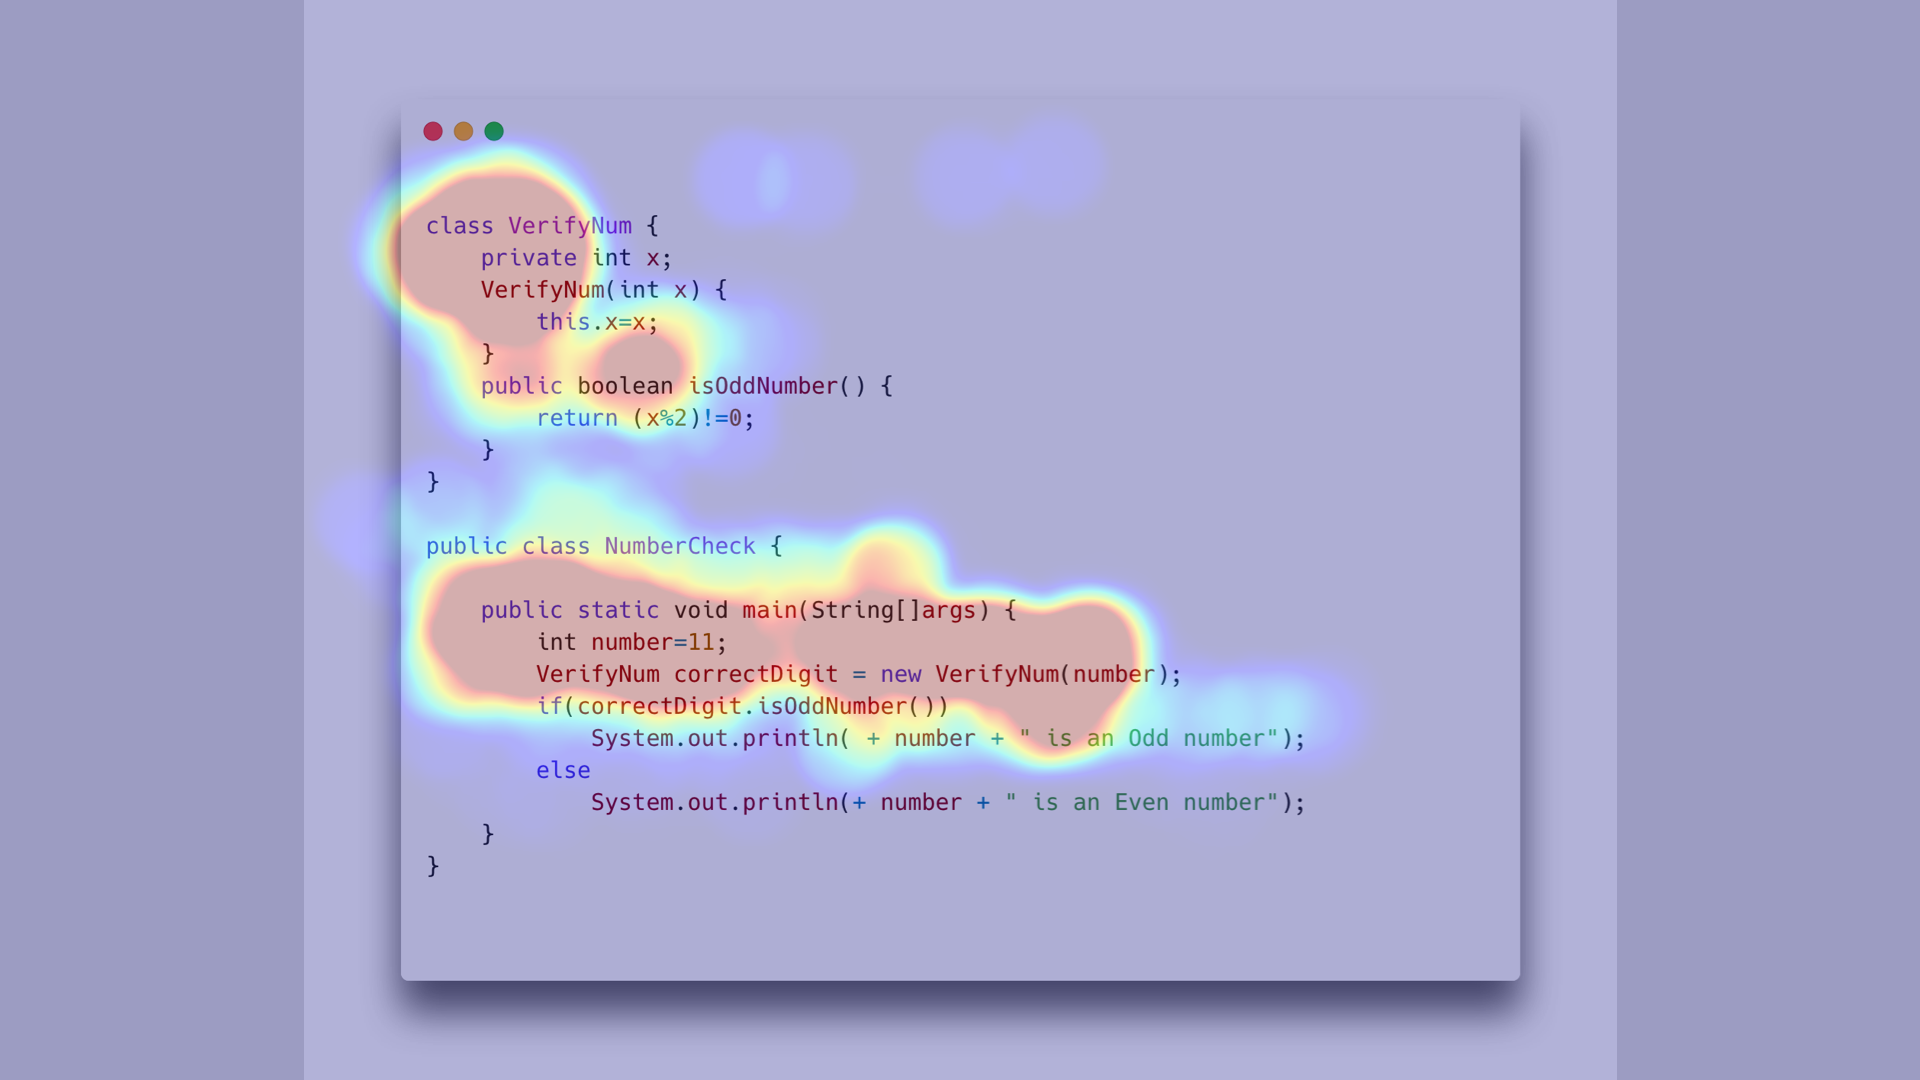 class VerifyNum {
    private int x;
    VerifyNum(int x) {
        this.x=x;
    }
    public boolean isOddNumber() {
        return (x%2)!=0;
    }
}

public class NumberCheck {

    public static void main(String[]args) {
        int number=11;
        VerifyNum correctDigit = new VerifyNum(number);
        if(correctDigit.isOddNumber())
            System.out.println( + number + " is an Odd number");
        else
            System.out.println(+ number + " is an Even number");
    }
}